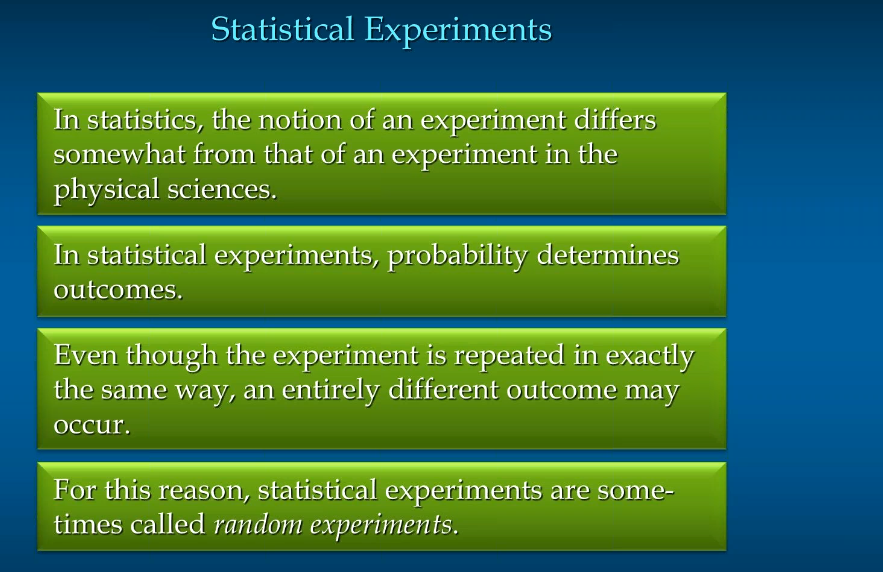 Statistical Experiments
In statistics, the notion of an experiment differs
somewhat from that of an experiment in the
physical sciences.
In statistical experiments, probability determines
outcomes.
Even though the experiment is repeated in exactly
the same way, an entirely different outcome may
occur.
For this reason, statistical experiments are some-
times called random experiments.